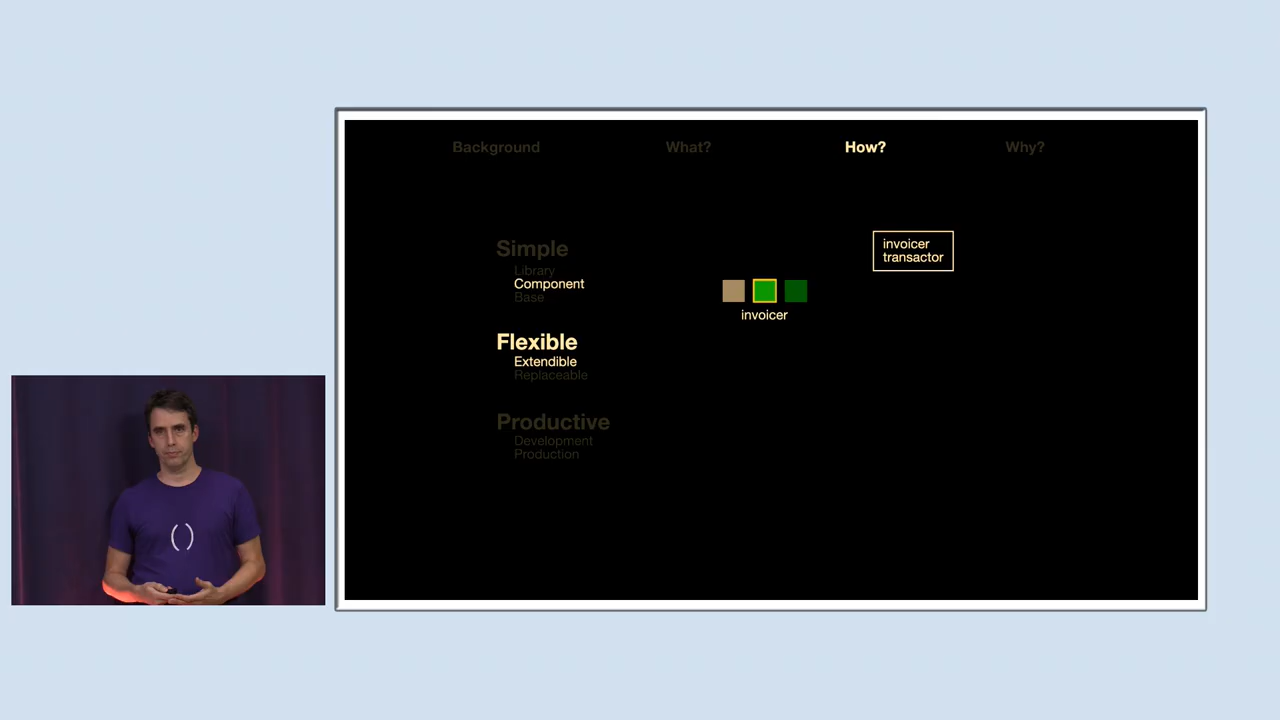 Background
What?
How?
Why?
Simple
Library
Component
Base
Flexible
Extendible
Replaceable
Productive
Development
Production
invoicer
invoicer
transactor
()